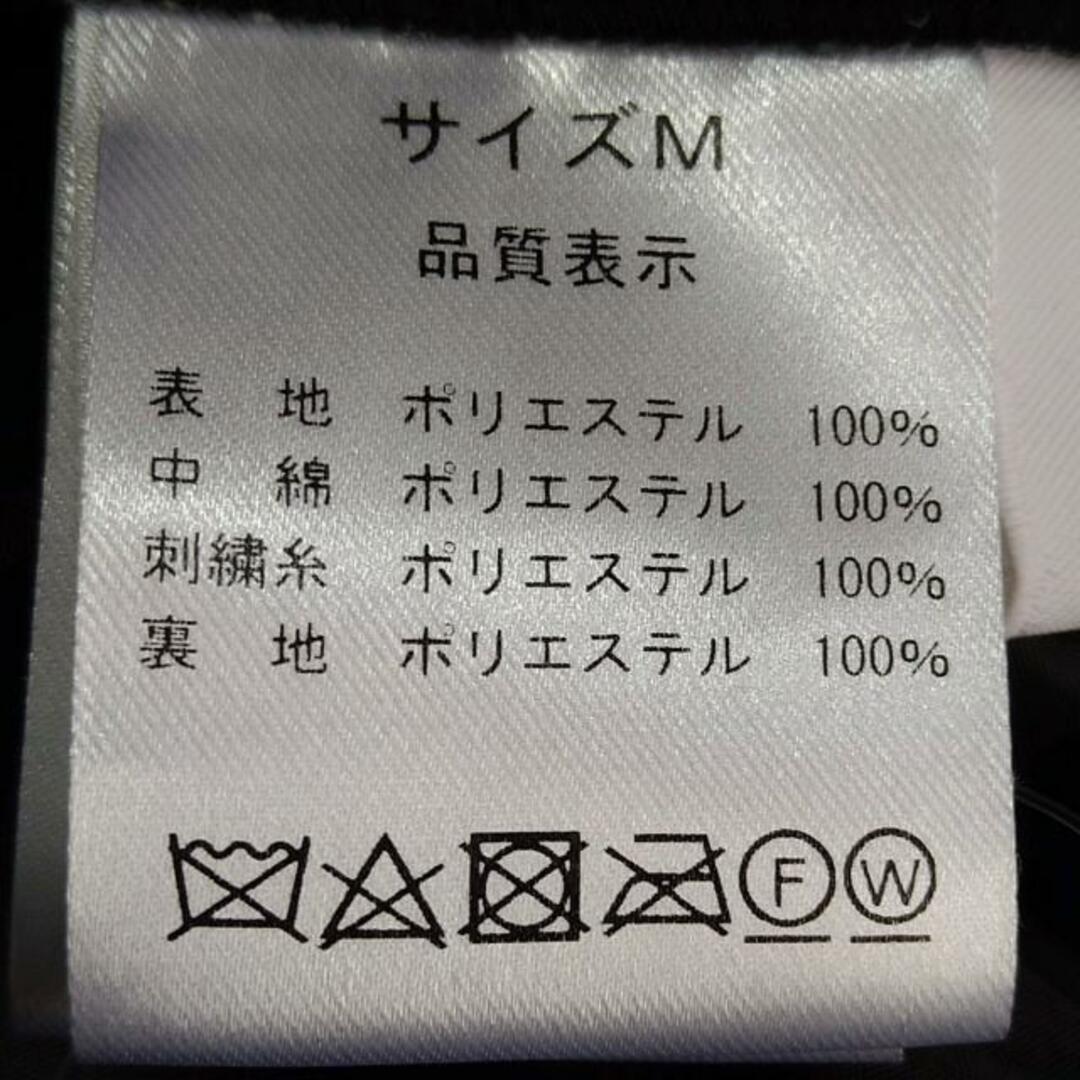 サイズM
品質表示
表 地 ポリエステル 100%
中 綿 ポリエステル 100%
刺繍糸 ポリエステル 100%
裏 地 ポリエステル 100%
F W